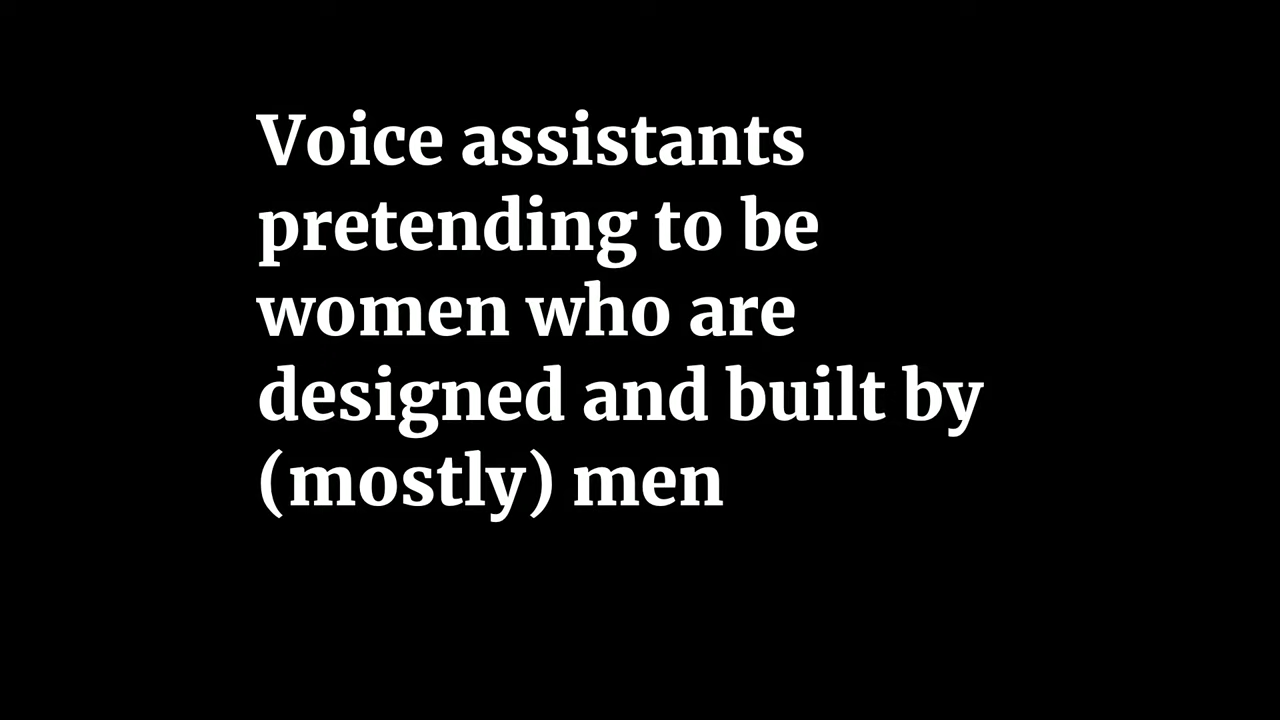 Voice assistants
pretending to be
women who are
designed and built by
(mostly) men